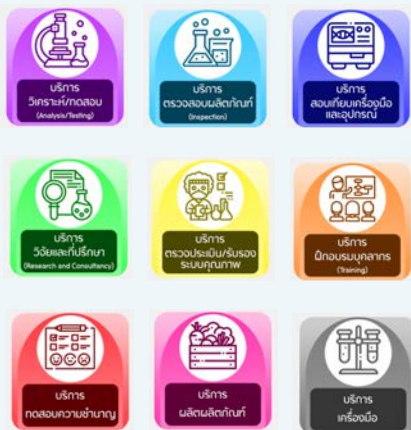 บริการ
วิเคราะห์/ทดสอบ
(Analysis/Testing)
บริการ
ตรวจสอบผลิตภัณฑ์
(Inspection)
บริการ
สอบเทียบเครื่องมือ
และอุปกรณ์
บริการ
วิจัยและที่ปรึกษา
(Research and Consultancy)
บริการ
ตรวจประเมิน/รับรอง
ระบบคุณภาพ
บริการ
ฝึกอบรมบุคลากร
(Training)
บริการ
ทดสอบความชำนาญ
บริการ
ผลิตผลิตภัณฑ์
บริการ
เครื่องมือ